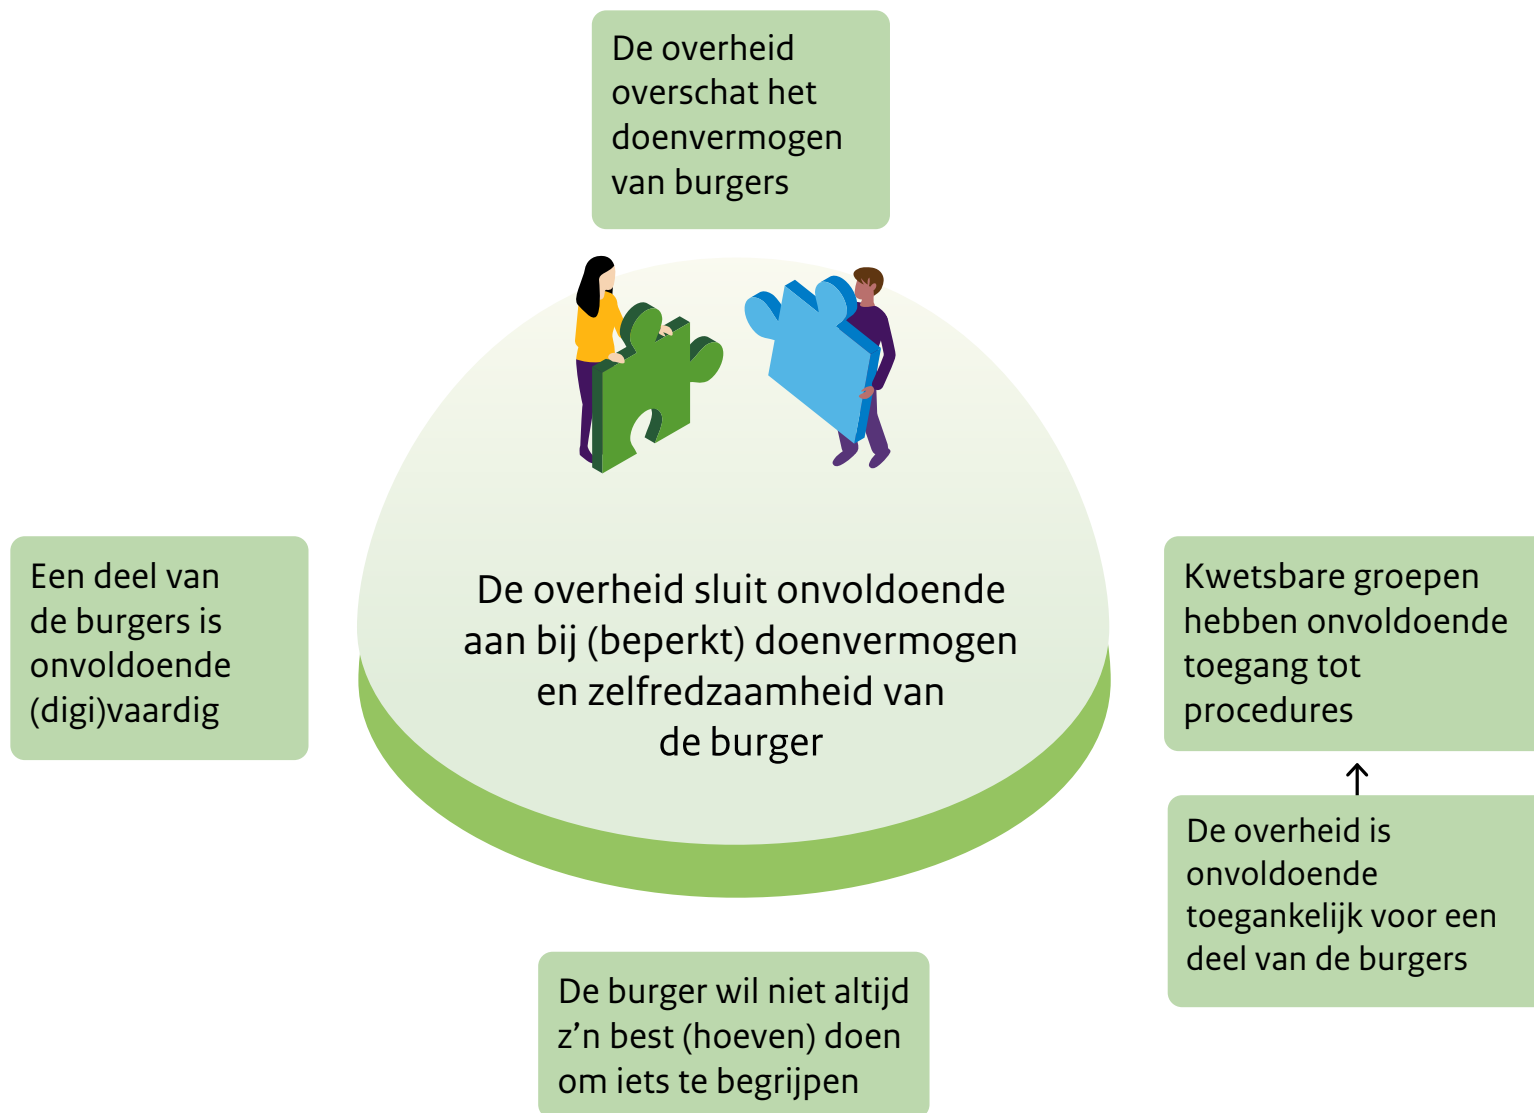 De overheid
overschat het
doenvermogen
van burgers
Een deel van
de burgers is
onvoldoende
(digi)vaardig
De overheid sluit onvoldoende
aan bij (beperkt) doenvermogen
en zelfredzaamheid van
de burger
Kwetsbare groepen
hebben onvoldoende
toegang tot
procedures
De overheid is
onvoldoende
toegankelijk voor een
deel van de burgers
De burger wil niet altijd
z’n best (hoeven) doen
om iets te begrijpen